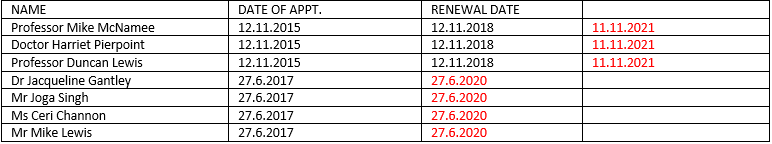 NAME DATE OF APPT. RENEWAL DATE
Professor Mike McNamee 12.11.2015 12.11.2018 11.11.2021
Doctor Harriet Pierpoint 12.11.2015 12.11.2018 11.11.2021
Professor Duncan Lewis 12.11.2015 12.11.2018 11.11.2021
Dr Jacqueline Gantley 27.6.2017 27.6.2020
Mr Joga Singh 27.6.2017 27.6.2020
Ms Ceri Channon 27.6.2017 27.6.2020
Mr Mike Lewis 27.6.2017 27.6.2020